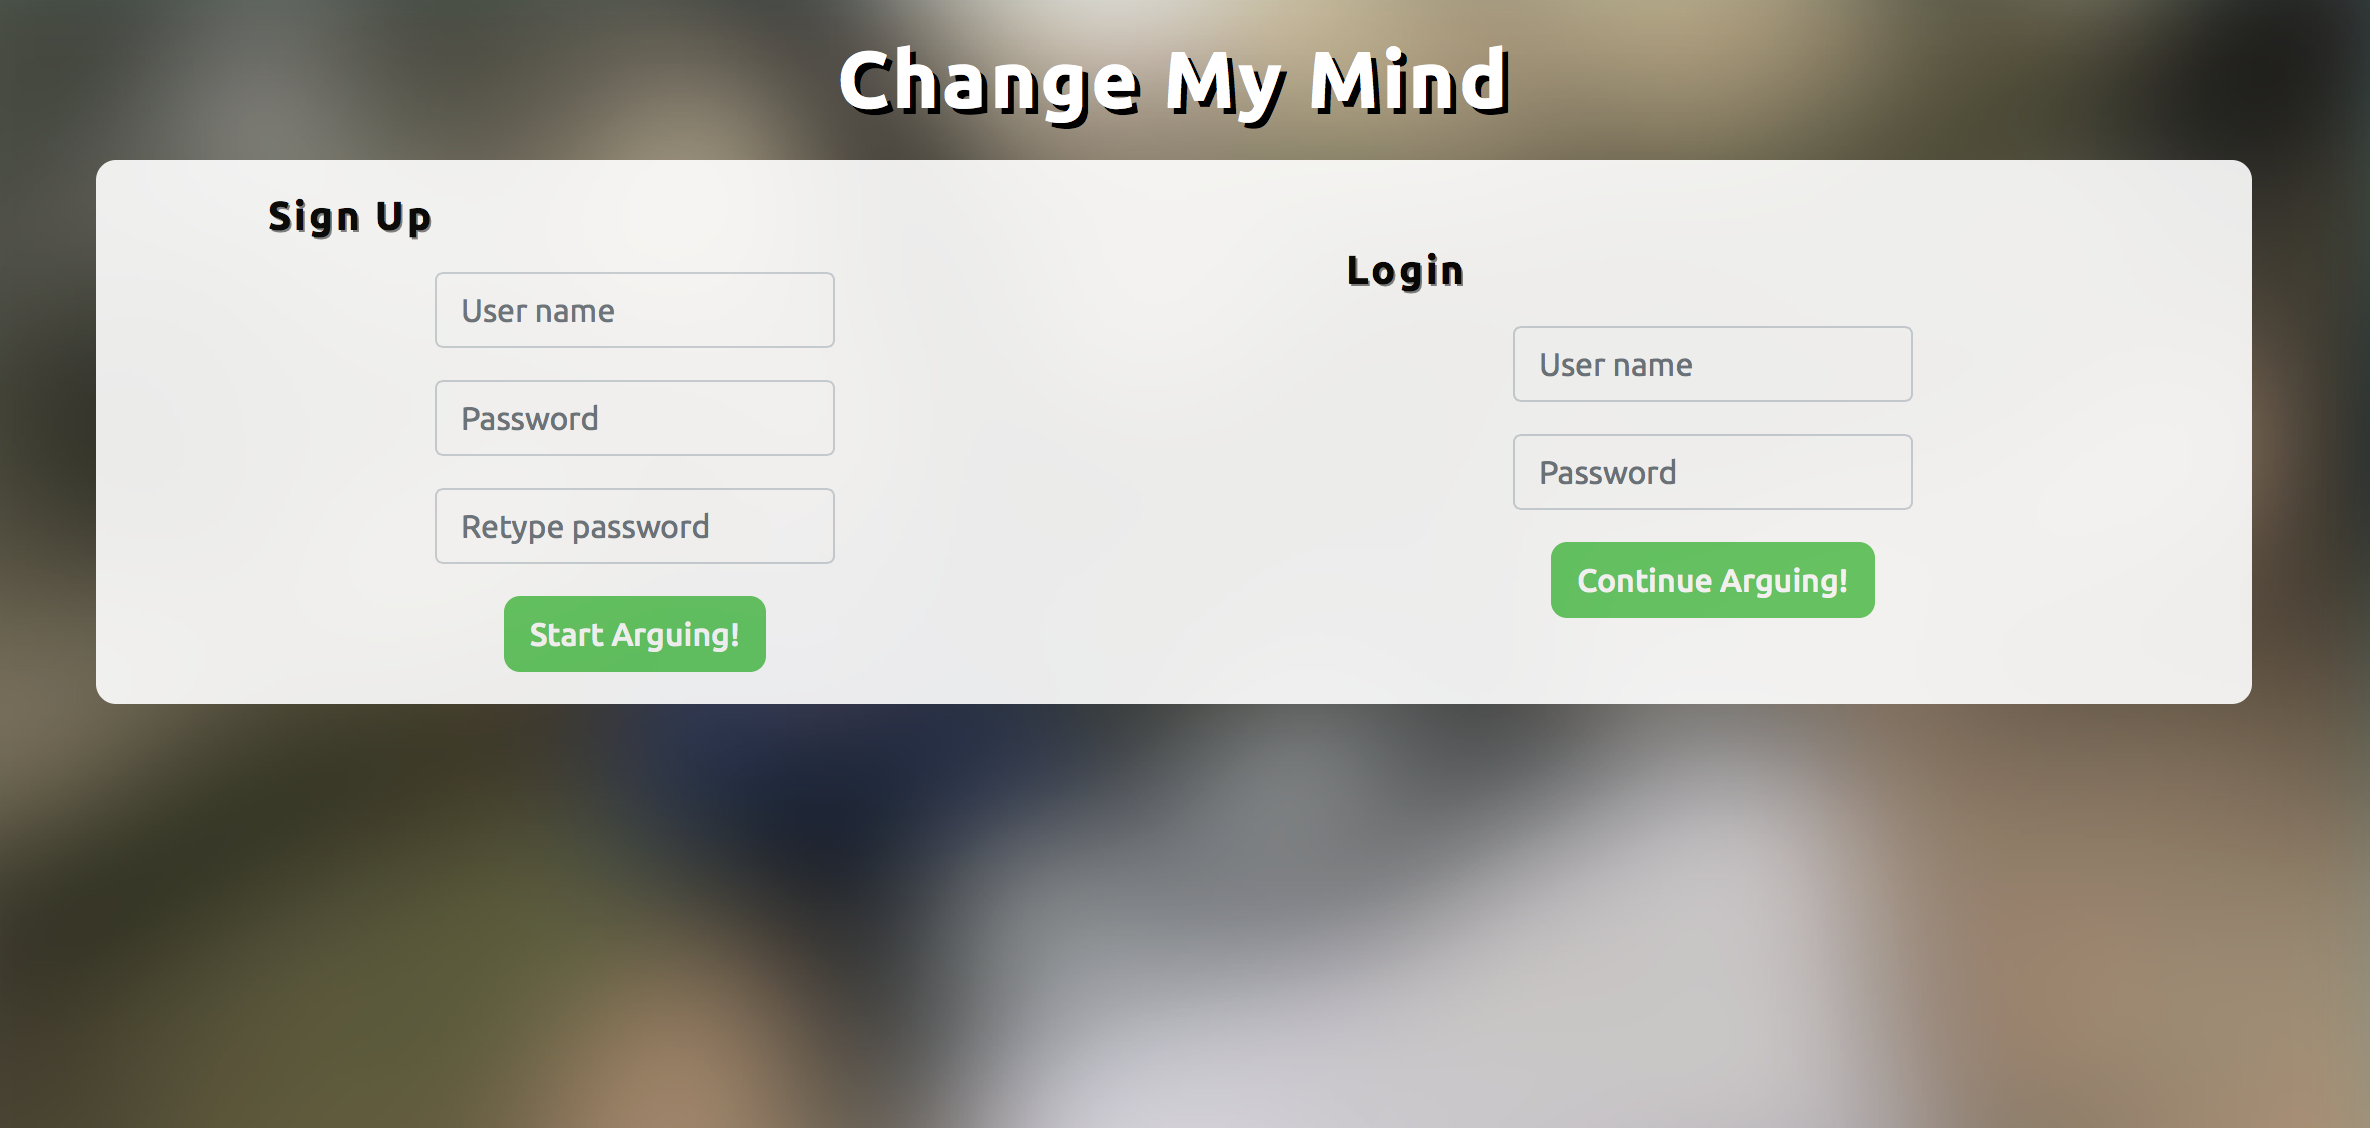 Change My Mind
Sign Up
User name
Password
Retype password
Start Arguing!
Login
User name
Password
Continue Arguing!